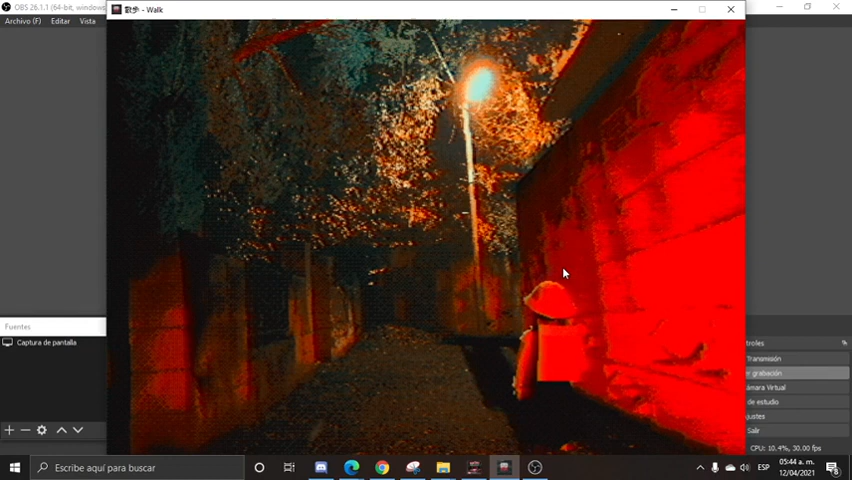 OBS 26.1.1 (64-bit, windows
散歩 - Walk
Archivo (F)
Editar
Vista
Fuentes
Captura de pantalla
troles
Transmisión
r grabación
ámara Virtual
de estudio
justes
Salir
CPU: 10.4%, 30.00 fps
Escribe aquí para buscar
ESP
05:44 a. m.
12/04/2021
8